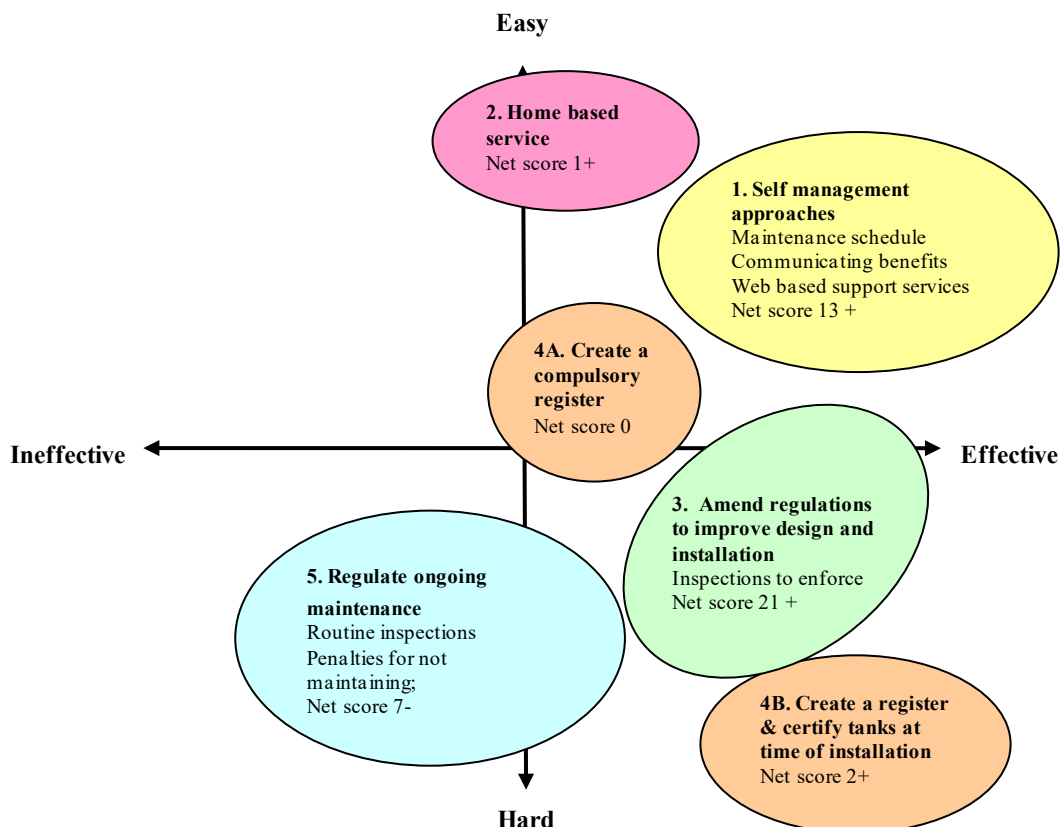 Easy
2. Home based
service
Net score 1+
1. Self management
approaches
Maintenance schedule
Communicating benefits
Web based support services
Net score 13 +
4A. Create a
compulsory
register
Net score 0
Ineffective
Effective
3.  Amend regulations
to improve design and
installation
Inspections to enforce
Net score 21 +
5. Regulate ongoing
maintenance
Routine inspections
Penalties for not
maintaining;
Net score 7-
4B. Create a register
& certify tanks at
time of installation
Net score 2+
Hard